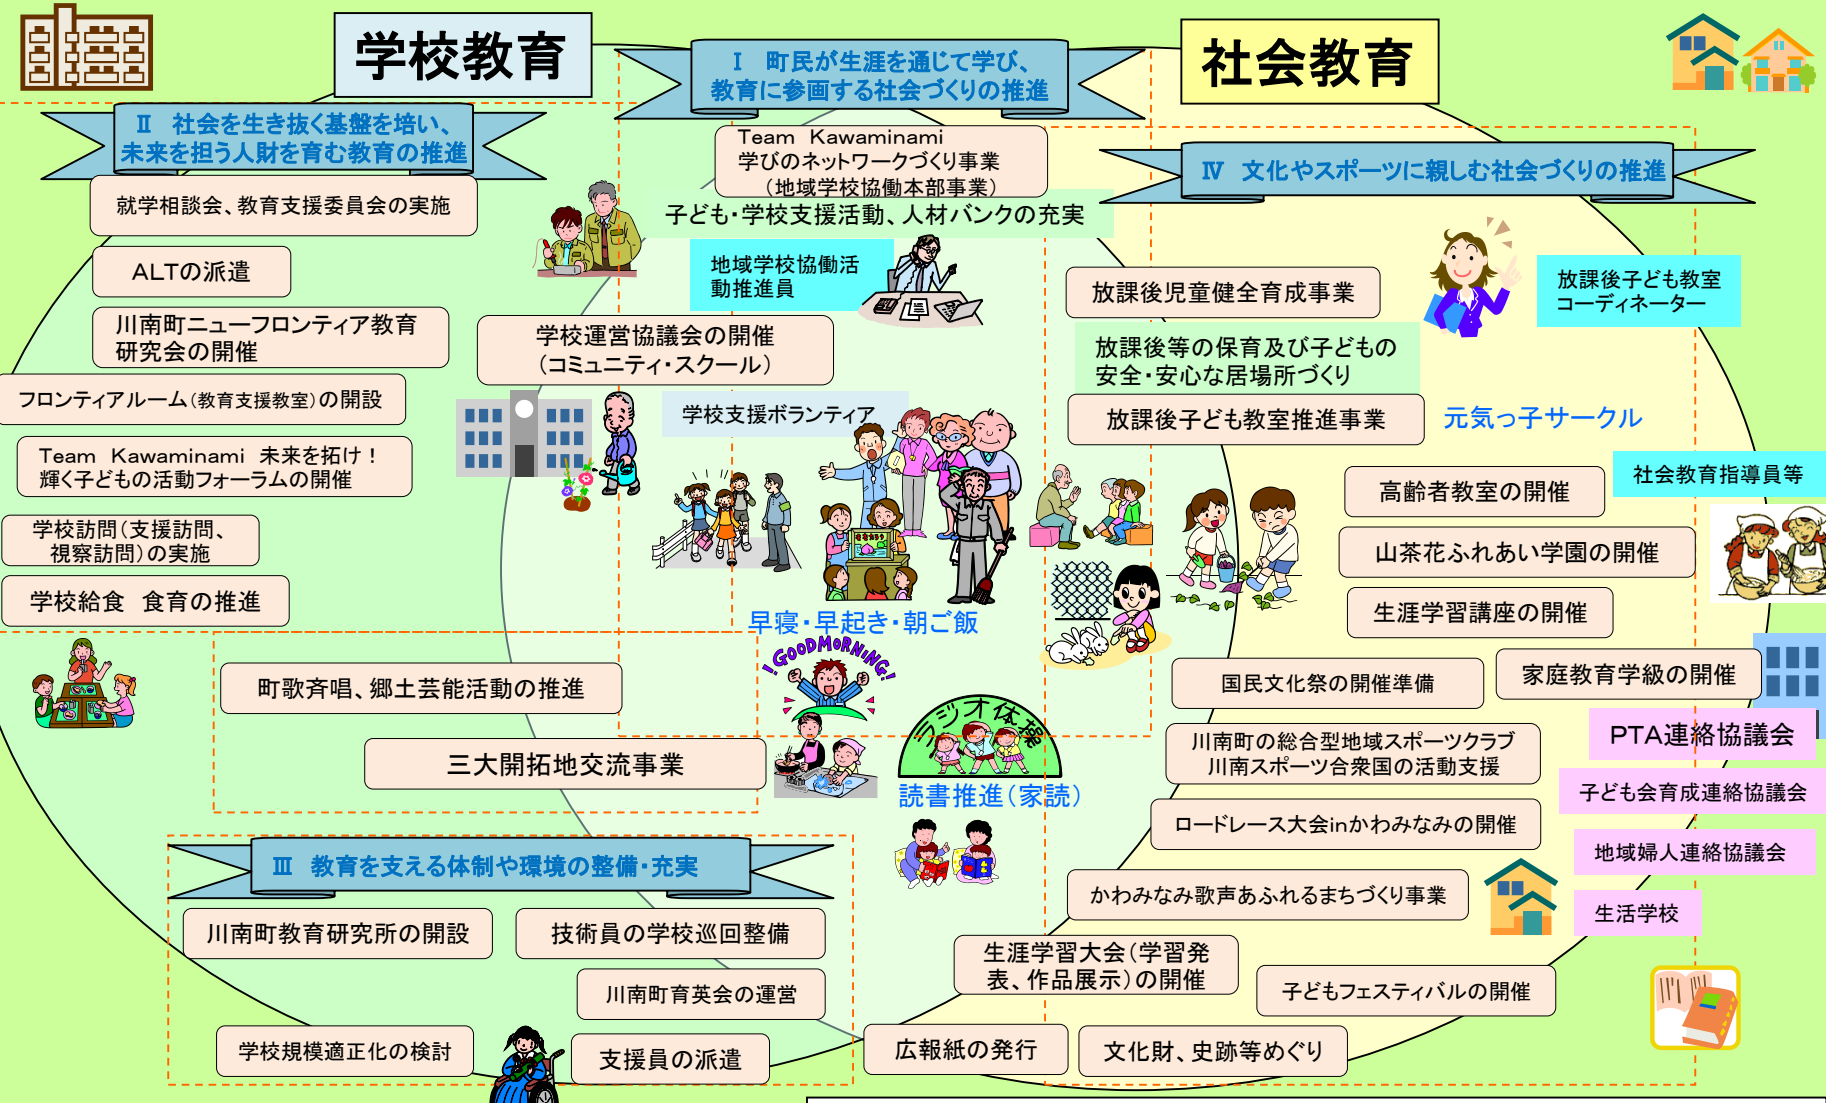 学校教育
社会教育
Ⅰ　町民が生涯を通じて学び、
教育に参画する社会づくりの推進
Ⅱ　社会を生き抜く基盤を培い、
未来を担う人財を育む教育の推進
就学相談会、教育支援委員会の実施
ALTの派遣
川南町ニューフロンティア教育
研究会の開催
フロンティアルーム（教育支援教室）の開設
Team　Kawaminami　未来を拓け！
輝く子どもの活動フォーラムの開催
学校訪問（支援訪問、
視察訪問）の実施
学校給食　食育の推進
Team　Kawaminami
学びのネットワークづくり事業
（地域学校協働本部事業）
子ども・学校支援活動、人材バンクの充実
地域学校協働活
動推進員
学校運営協議会の開催
（コミュニティ・スクール）
学校支援ボランティア
早寝・早起き・朝ご飯
! GOODMORNING!
ラジオ体操
読書推進（家読）
町歌斉唱、郷土芸能活動の推進
三大開拓地交流事業
Ⅲ　教育を支える体制や環境の整備・充実
川南町教育研究所の開設
技術員の学校巡回整備
川南町育英会の運営
学校規模適正化の検討
支援員の派遣
Ⅳ　文化やスポーツに親しむ社会づくりの推進
放課後児童健全育成事業
放課後子ども教室
コーディネーター
放課後等の保育及び子どもの
安全・安心な居場所づくり
放課後子ども教室推進事業
元気っ子サークル
社会教育指導員等
高齢者教室の開催
山茶花ふれあい学園の開催
生涯学習講座の開催
国民文化祭の開催準備
家庭教育学級の開催
川南町の総合型地域スポーツクラブ
川南スポーツ合衆国の活動支援
PTA連絡協議会
子ども会育成連絡協議会
ロードレース大会inかわみなみの開催
地域婦人連絡協議会
かわみなみ歌声あふれるまちづくり事業
生活学校
生涯学習大会（学習発
表、作品展示）の開催
子どもフェスティバルの開催
広報紙の発行
文化財、史跡等めぐり